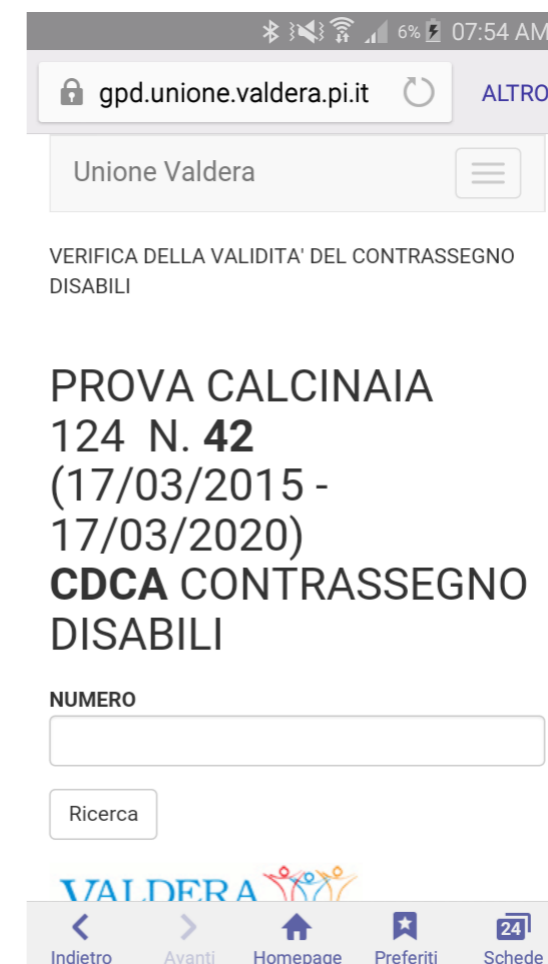 6% 07:54 AM
gpd.unione.valdera.pi.it ALTRO
Unione Valdera
VERIFICA DELLA VALIDITA' DEL CONTRASSEGNO
DISABILI
PROVA CALCINAIA
124 N. 42
(17/03/2015 -
17/03/2020)
CDCA CONTRASSEGNO
DISABILI
NUMERO
Ricerca
VALDERA
24
Indietro Avanti Homepage Preferiti Schede